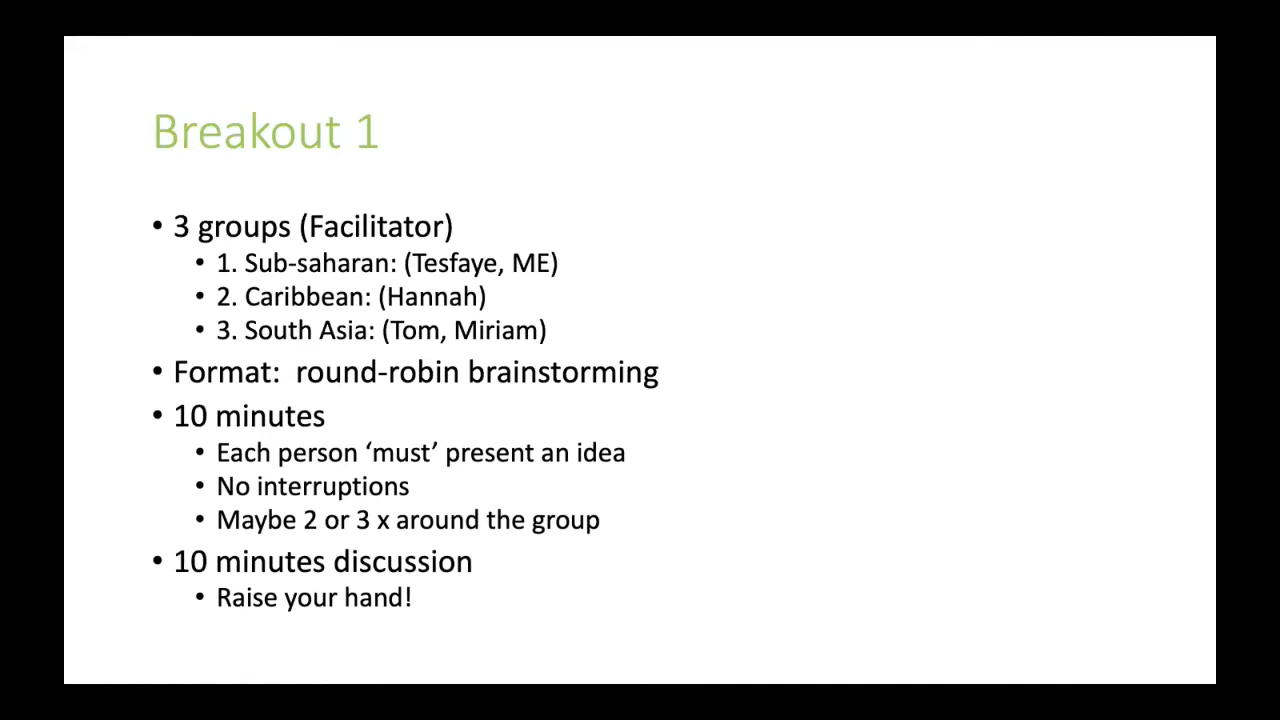 Breakout 1
• 3 groups (Facilitator)
• 1. Sub-saharan: (Tesfaye, ME)
• 2. Caribbean: (Hannah)
• 3. South Asia: (Tom, Miriam)
• Format:  round-robin brainstorming
• 10 minutes
• Each person ‘must’ present an idea
• No interruptions
• Maybe 2 or 3 x around the group
• 10 minutes discussion
• Raise your hand!